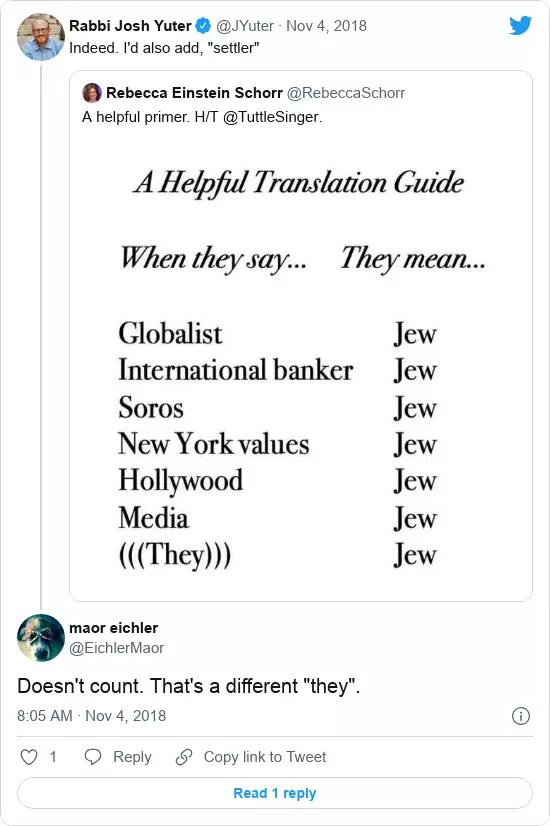 Rabbi Josh Yuter @JYuter · Nov 4, 2018
Indeed. I'd also add, "settler"
Rebecca Einstein Schorr @RebeccaSchorr
A helpful primer. H/T @TuttleSinger.
A Helpful Translation Guide
When they say... They mean...
Globalist Jew
International banker Jew
Soros Jew
New York values Jew
Hollywood Jew
Media Jew
(((They))) Jew
maor eichler
@EichlerMaor
Doesn't count. That's a different "they".
8:05 AM · Nov 4, 2018
1 Reply Copy link to Tweet
Read 1 reply